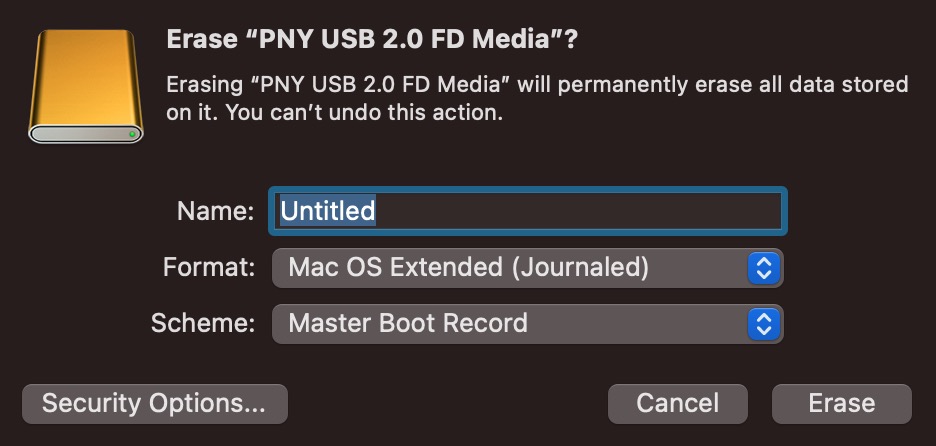 Erase “PNY USB 2.0 FD Media”?
Erasing “PNY USB 2.0 FD Media” will permanently erase all data stored
on it. You can’t undo this action.
Name: Untitled
Format: Mac OS Extended (Journaled)
Scheme: Master Boot Record
Security Options... Cancel Erase